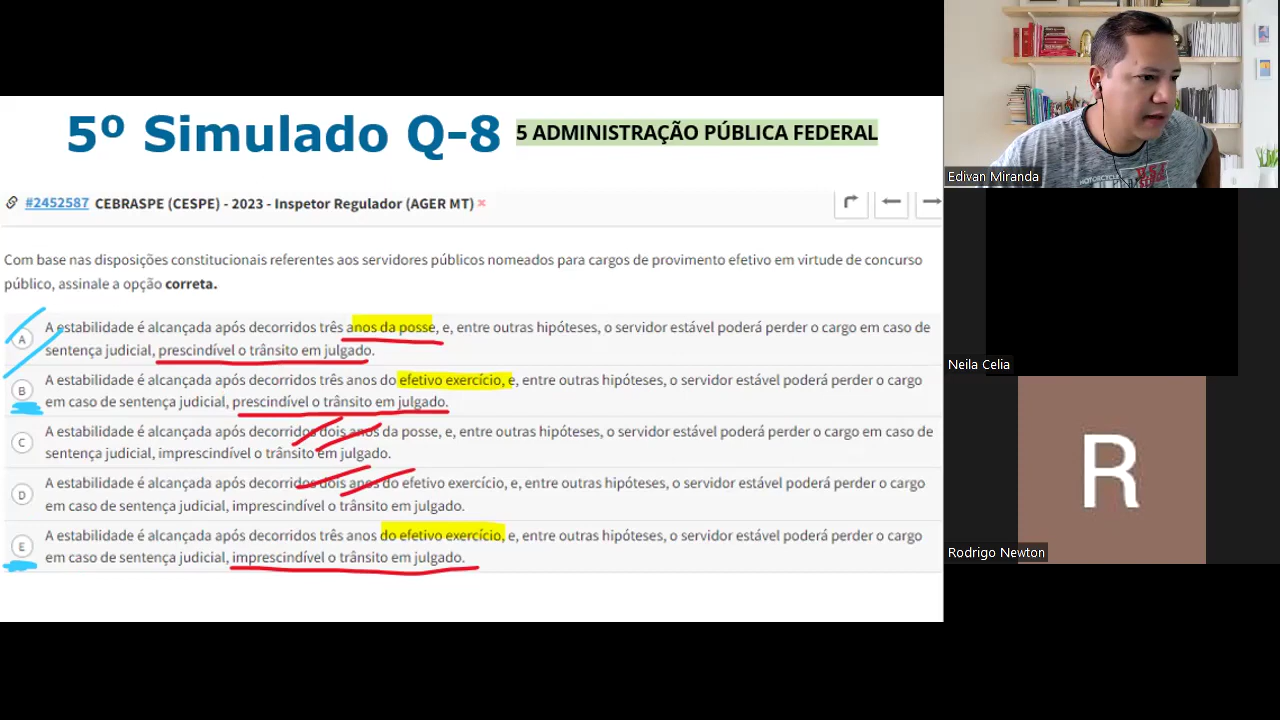 5º Simulado Q-8 5 ADMINISTRAÇÃO PÚBLICA FEDERAL
#2452587 CEBRASPE (CESPE) - 2023 - Inspetor Regulador (AGER MT) ×
Com base nas disposições constitucionais referentes aos servidores públicos nomeados para cargos de provimento efetivo em virtude de concurso
público, assinale a opção correta.
A A estabilidade é alcançada após decorridos três anos da posse, e, entre outras hipóteses, o servidor estável poderá perder o cargo em caso de
sentença judicial, prescindível o trânsito em julgado.
B A estabilidade é alcançada após decorridos três anos do efetivo exercício, e, entre outras hipóteses, o servidor estável poderá perder o cargo
em caso de sentença judicial, prescindível o trânsito em julgado.
C A estabilidade é alcançada após decorridos dois anos da posse, e, entre outras hipóteses, o servidor estável poderá perder o cargo em caso de
sentença judicial, imprescindível o trânsito em julgado.
D A estabilidade é alcançada após decorridos dois anos do efetivo exercício, e, entre outras hipóteses, o servidor estável poderá perder o cargo
em caso de sentença judicial, imprescindível o trânsito em julgado.
E A estabilidade é alcançada após decorridos três anos do efetivo exercício, e, entre outras hipóteses, o servidor estável poderá perder o cargo
em caso de sentença judicial, imprescindível o trânsito em julgado.
Edivan Miranda
Neila Celia
R
Rodrigo Newton